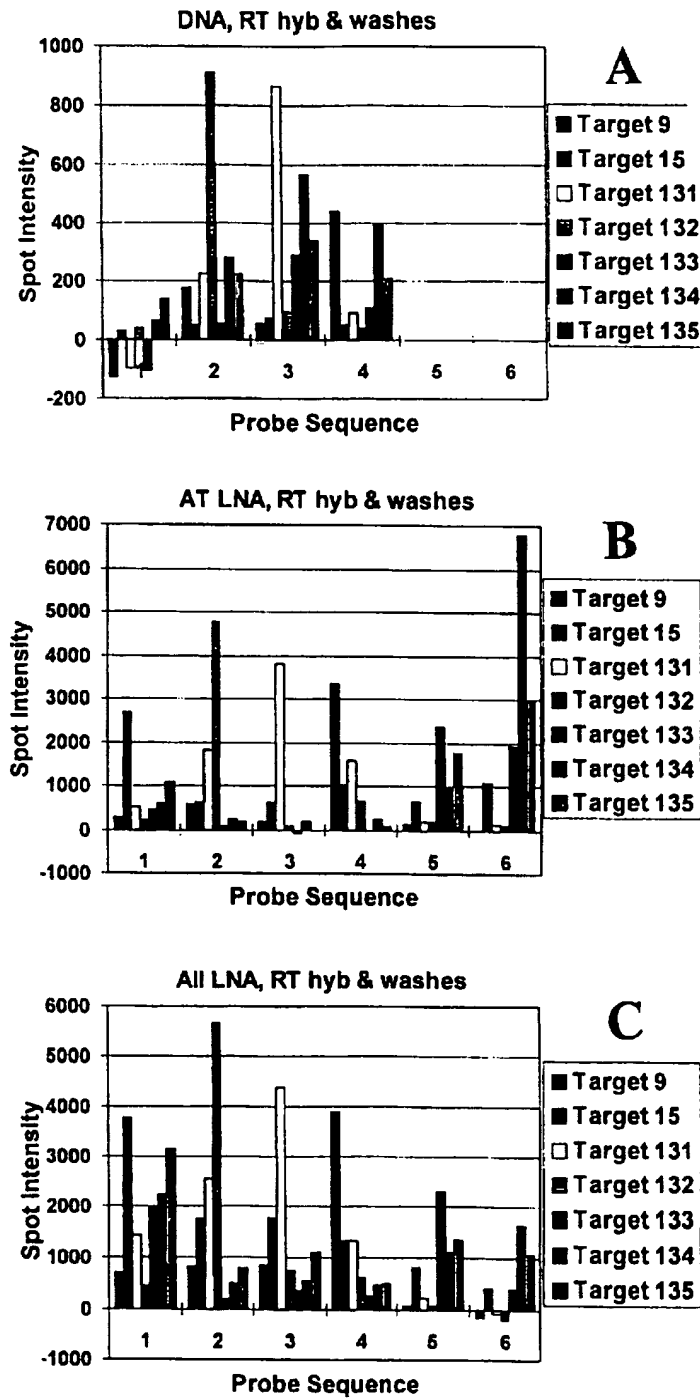 DNA, RT hyb & washes
A
1000
800
600
400
200
0
-200
Spot Intensity
1 2 3 4 5 6
Probe Sequence
Target 9
Target 15
Target 131
Target 132
Target 133
Target 134
Target 135
AT LNA, RT hyb & washes
B
7000
6000
5000
4000
3000
2000
1000
0
-1000
Spot Intensity
1 2 3 4 5 6
Probe Sequence
Target 9
Target 15
Target 131
Target 132
Target 133
Target 134
Target 135
All LNA, RT hyb & washes
C
6000
5000
4000
3000
2000
1000
0
-1000
Spot Intensity
1 2 3 4 5 6
Probe Sequence
Target 9
Target 15
Target 131
Target 132
Target 133
Target 134
Target 135